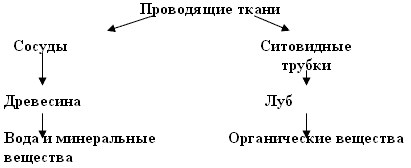 Проводящие ткани
Сосуды
Ситовидные
трубки
Древесина
Луб
Вода и минеральные
вещества
Органические вещества